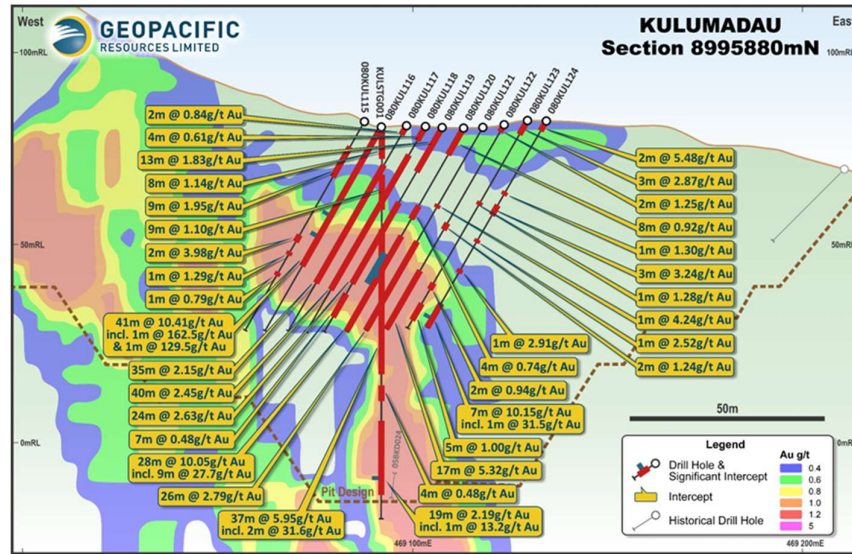 West
GEOPACIFIC
RESOURCES LIMITED
KULUMADAU
Section 8995880mN
East
100mRL
100mRL
50mRL
50mRL
0mRL
0mRL
080KUL115
KULSTG001
080KUL116
080KUL117
080KUL118
080KUL119
080KUL120
080KUL121
080KUL122
080KUL123
080KUL124
2m @ 0.84g/t Au
4m @ 0.61g/t Au
13m @ 1.83g/t Au
8m @ 1.14g/t Au
9m @ 1.95g/t Au
9m @ 1.10g/t Au
2m @ 3.98g/t Au
1m @ 1.29g/t Au
1m @ 0.79g/t Au
41m @ 10.41g/t Au
incl. 1m @ 162.5g/t Au
& 1m @ 129.5g/t Au
35m @ 2.15g/t Au
40m @ 2.45g/t Au
24m @ 2.63g/t Au
7m @ 0.48g/t Au
28m @ 10.05g/t Au
incl. 9m @ 27.7g/t Au
26m @ 2.79g/t Au
37m @ 5.95g/t Au
incl. 2m @ 31.6g/t Au
2m @ 5.48g/t Au
3m @ 2.87g/t Au
2m @ 1.25g/t Au
8m @ 0.92g/t Au
1m @ 1.30g/t Au
3m @ 3.24g/t Au
1m @ 1.28g/t Au
1m @ 4.24g/t Au
1m @ 2.52g/t Au
2m @ 1.24g/t Au
1m @ 2.91g/t Au
4m @ 0.74g/t Au
2m @ 0.94g/t Au
7m @ 10.15g/t Au
incl. 1m @ 31.5g/t Au
5m @ 1.00g/t Au
17m @ 5.32g/t Au
4m @ 0.48g/t Au
19m @ 2.19g/t Au
incl. 1m @ 13.2g/t Au
Pit Design
50m
Legend
Drill Hole &
Significant Intercept
Intercept
Historical Drill Hole
Au g/t
0.4
0.6
0.8
1.0
1.2
5
469 100mE
469 200mE